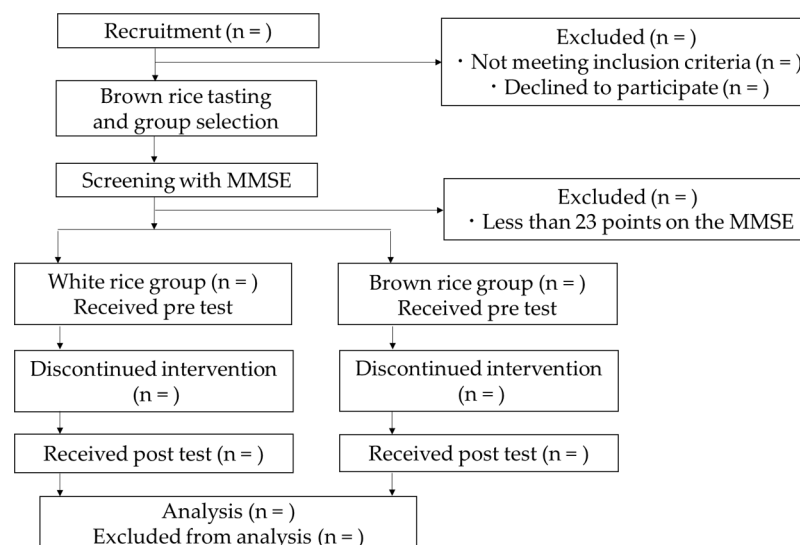 Recruitment (n = )
Excluded (n = )
・Not meeting inclusion criteria (n = )
・Declined to participate (n = )
Brown rice tasting
and group selection
Screening with MMSE
Excluded (n = )
・Less than 23 points on the MMSE
White rice group (n = )
Received pre test
Brown rice group (n = )
Received pre test
Discontinued intervention
(n = )
Discontinued intervention
(n = )
Received post test (n = )
Received post test (n = )
Analysis (n = )
Excluded from analysis (n = )